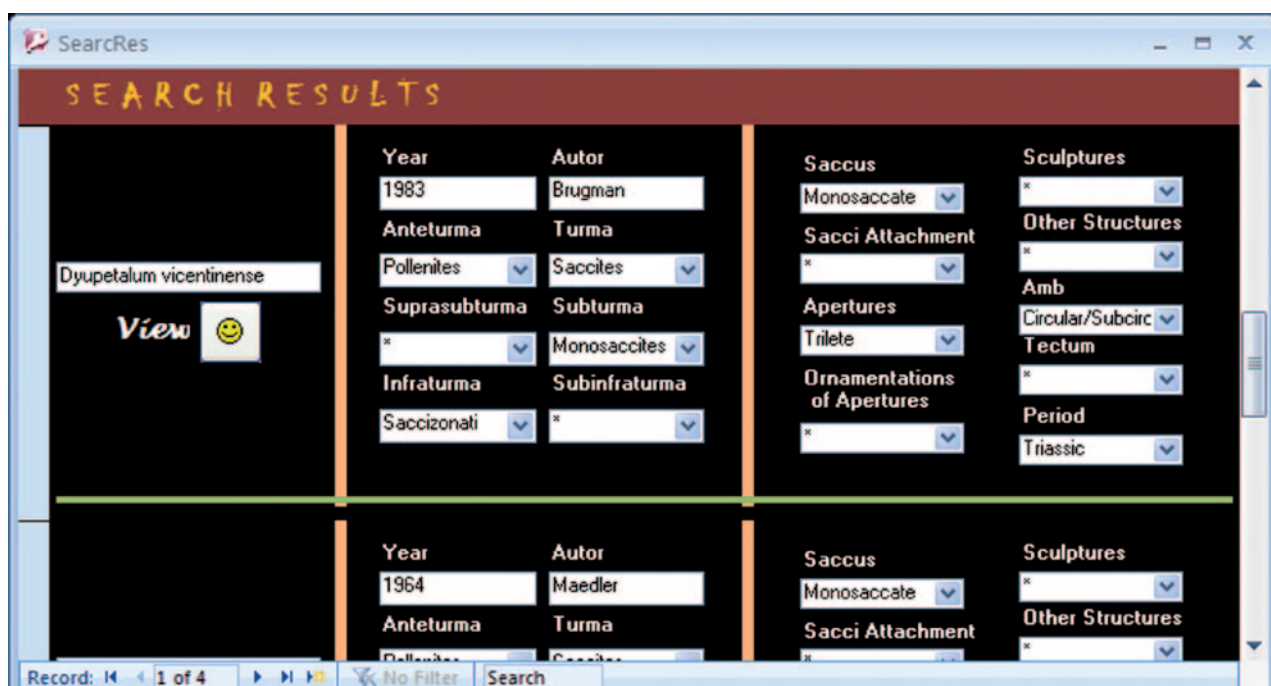 SearcRes
SEARCH RESULTS
Dyupetalum vicentinense
View
Year Autor
1983 Brugman
Anteturma Turma
Pollenites Saccites
Suprasubturma Subturma
* Monosaccites
Infraturma Subinfraturma
Saccizonati *
Saccus
Monosaccate
Sacci Attachment
*
Apertures
Trilete
Ornamentations
of Apertures
*
Sculptures
*
Other Structures
*
Amb
Circular/Subcirc
Tectum
*
Period
Triassic
Year Autor
1964 Maedler
Anteturma Turma
Pollenites Saccites
Saccus
Monosaccate
Sacci Attachment
*
Sculptures
*
Other Structures
*
Record: 1 of 4 No Filter Search